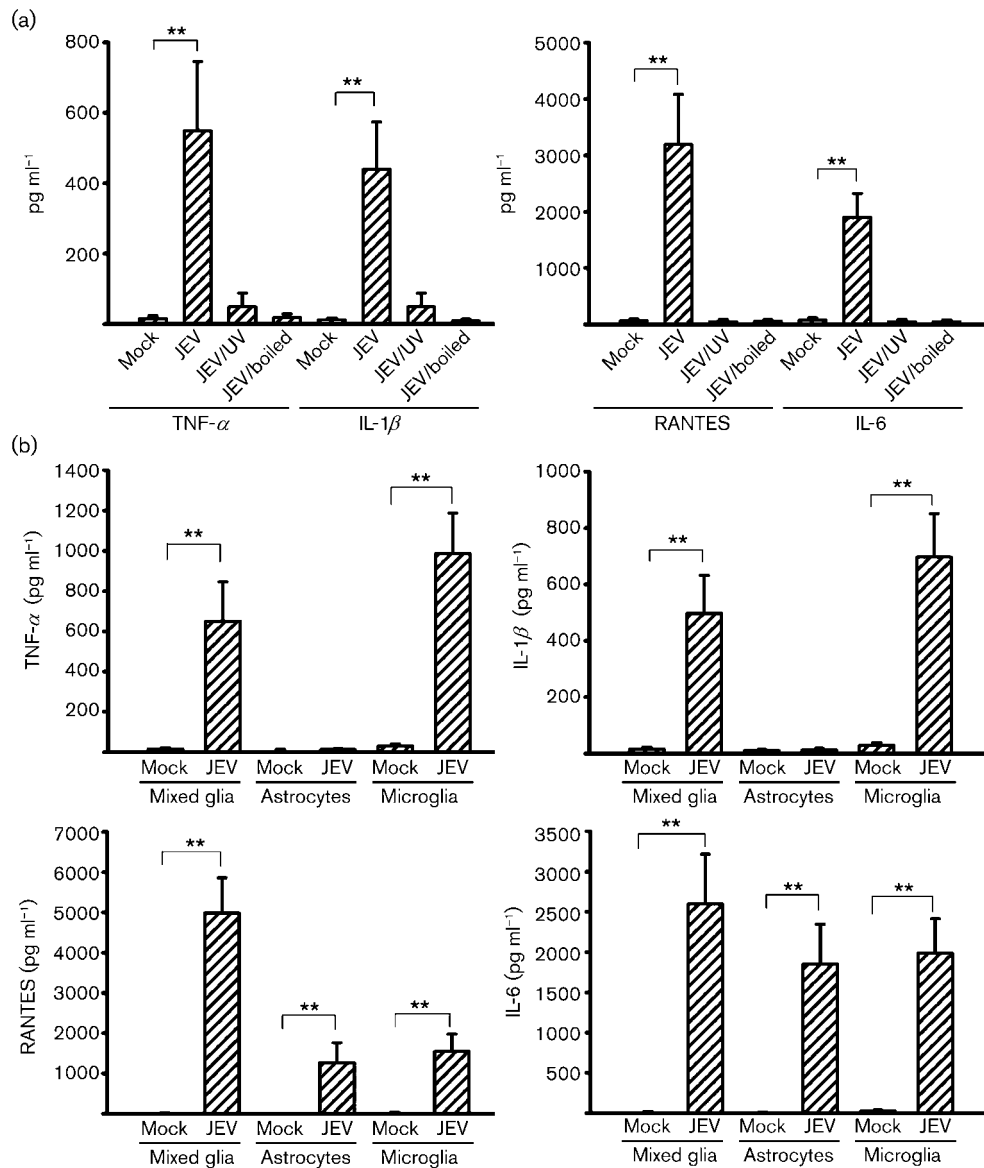 (a)
** ** ** **
800
600
400
200
pg ml⁻¹
Mock JEV JEV/UV JEV/boiled Mock JEV JEV/UV JEV/boiled
TNF-α IL-1β
5000
4000
3000
2000
1000
pg ml⁻¹
Mock JEV JEV/UV JEV/boiled Mock JEV JEV/UV JEV/boiled
RANTES IL-6
(b)
1400
1200
1000
800
600
400
200
TNF-α (pg ml⁻¹)
** **
Mock JEV Mock JEV Mock JEV
Mixed glia Astrocytes Microglia
1000
800
600
400
200
IL-1β (pg ml⁻¹)
** **
Mock JEV Mock JEV Mock JEV
Mixed glia Astrocytes Microglia
7000
6000
5000
4000
3000
2000
1000
RANTES (pg ml⁻¹)
** ** **
Mock JEV Mock JEV Mock JEV
Mixed glia Astrocytes Microglia
3500
3000
2500
2000
1500
1000
500
IL-6 (pg ml⁻¹)
** ** **
Mock JEV Mock JEV Mock JEV
Mixed glia Astrocytes Microglia